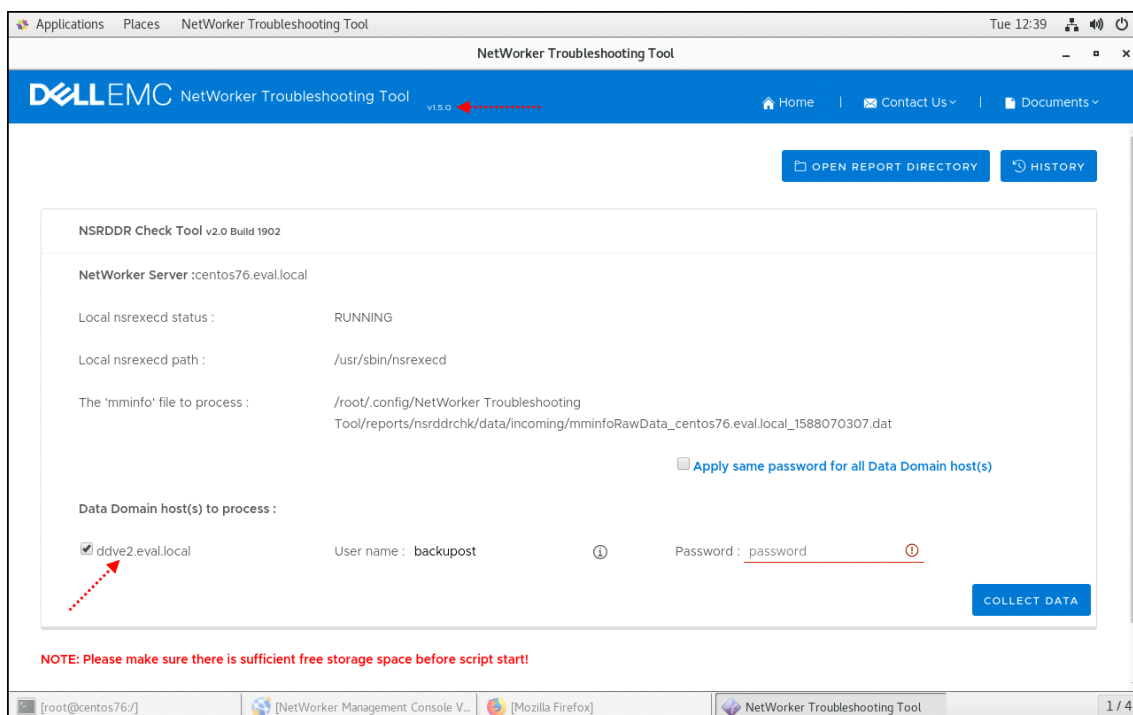 Applications Places NetWorker Troubleshooting Tool Tue 12:39
NetWorker Troubleshooting Tool
DELLEMC NetWorker Troubleshooting Tool v1.5.0 Home | Contact Us | Documents
OPEN REPORT DIRECTORY HISTORY
NSRDDR Check Tool v2.0 Build 1902
NetWorker Server :centos76.eval.local
Local nsrexecd status : RUNNING
Local nsrexecd path : /usr/sbin/nsrexecd
The 'mminfo' file to process : /root/.config/NetWorker Troubleshooting
Tool/reports/nsrddrchk/data/incoming/mminfoRawData_centos76.eval.local_1588070307.dat
Apply same password for all Data Domain host(s)
Data Domain host(s) to process :
ddve2.eval.local User name : backupost Password : password
COLLECT DATA
NOTE: Please make sure there is sufficient free storage space before script start!
[root@centos76:/] [NetWorker Management Console V... [Mozilla Firefox] NetWorker Troubleshooting Tool 1 / 4